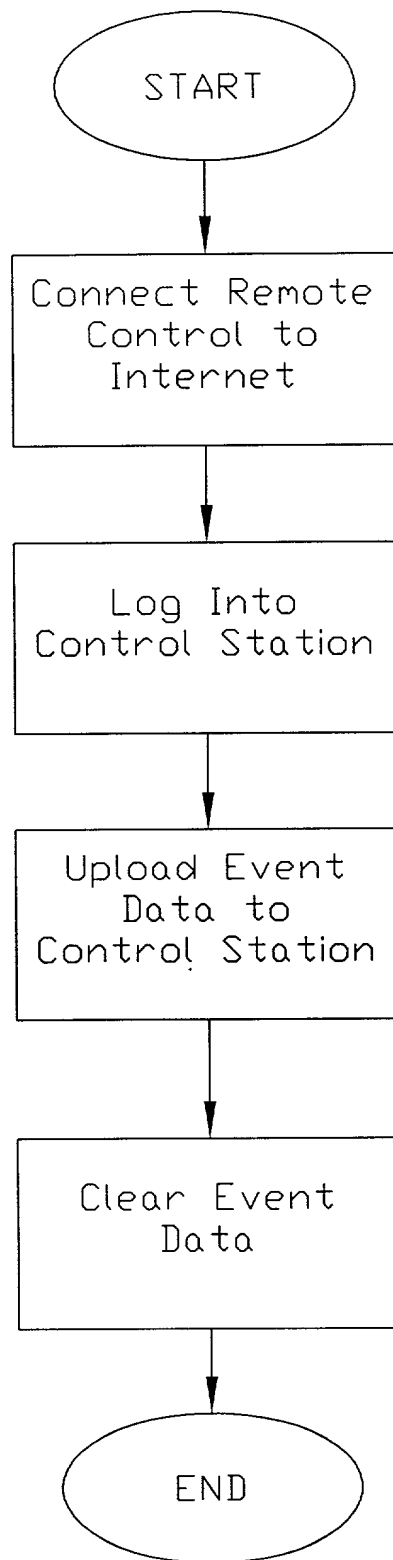 START
Connect Remote
Control to
Internet
Log Into
Control Station
Upload Event
Data to
Control Station
Clear Event
Data
END